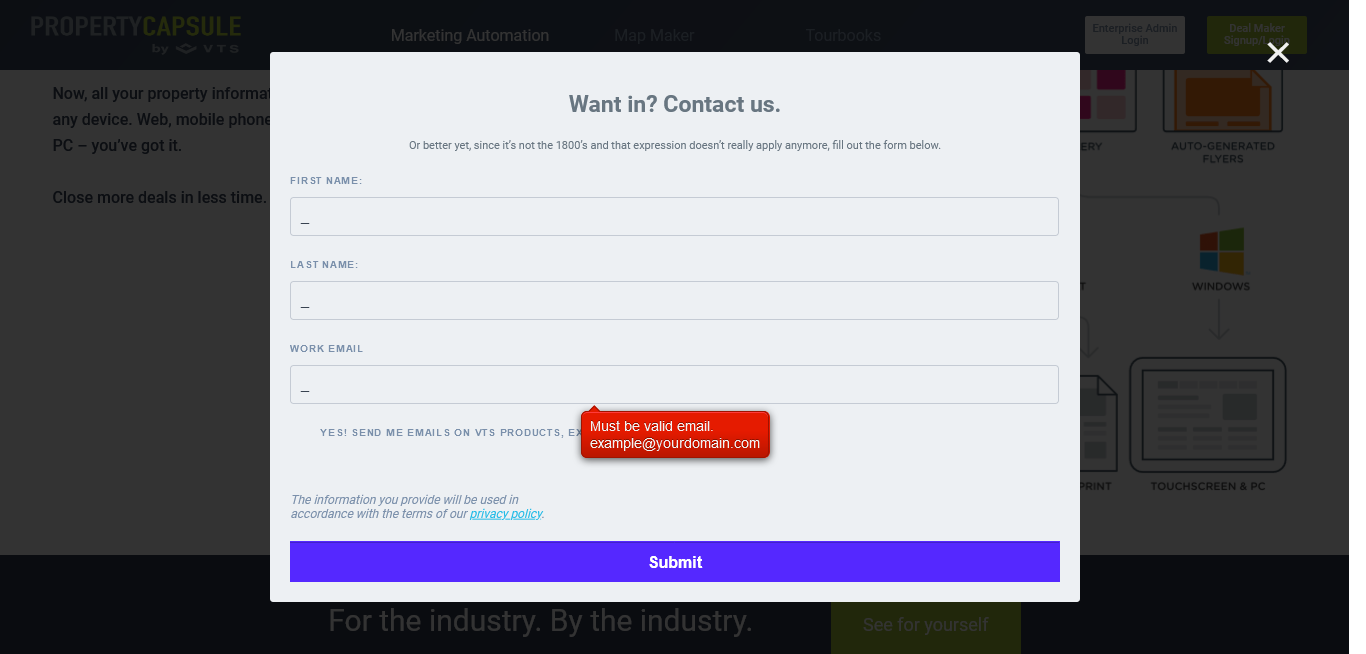 PROPERTYCAPSULE
by VTS
Marketing Automation
Map Maker
Tourbooks
Enterprise Admin
Login
Deal Maker
Signup/Login
Now, all your property informa
any device. Web, mobile phone
PC – you've got it.
Close more deals in less time.
ERY
AUTO-GENERATED
FLYERS
WINDOWS
PRINT
TOUCHSCREEN & PC
Want in? Contact us.
Or better yet, since it's not the 1800's and that expression doesn't really apply anymore, fill out the form below.
FIRST NAME:
_
LAST NAME:
_
WORK EMAIL
_
Must be valid email.
example@yourdomain.com
YES! SEND ME EMAILS ON VTS PRODUCTS, EX
The information you provide will be used in
accordance with the terms of our privacy policy.
Submit
For the industry. By the industry.
See for yourself